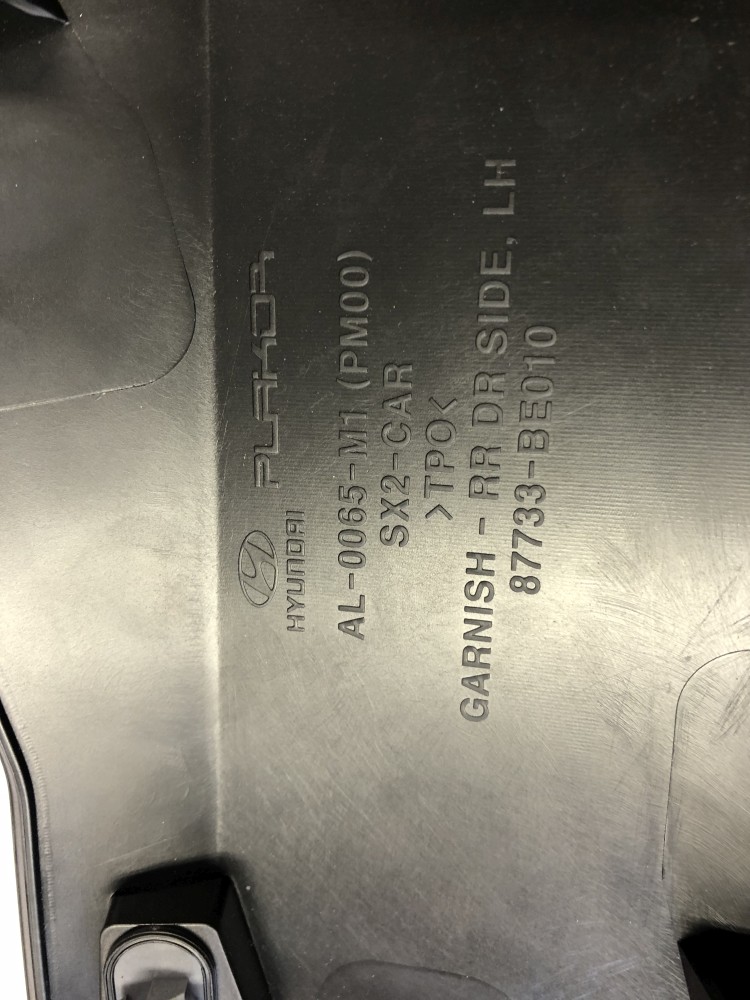 HYUNDAI PLAKOR
AL-0065-M1 (PM00)
SX2-CAR
>TPO<
GARNISH - RR DR SIDE, LH
87733-BE010